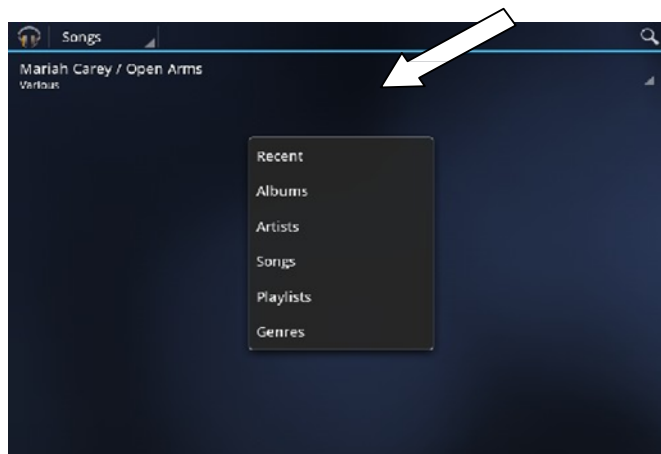 Songs
Mariah Carey / Open Arms
Various
Recent
Albums
Artists
Songs
Playlists
Genres